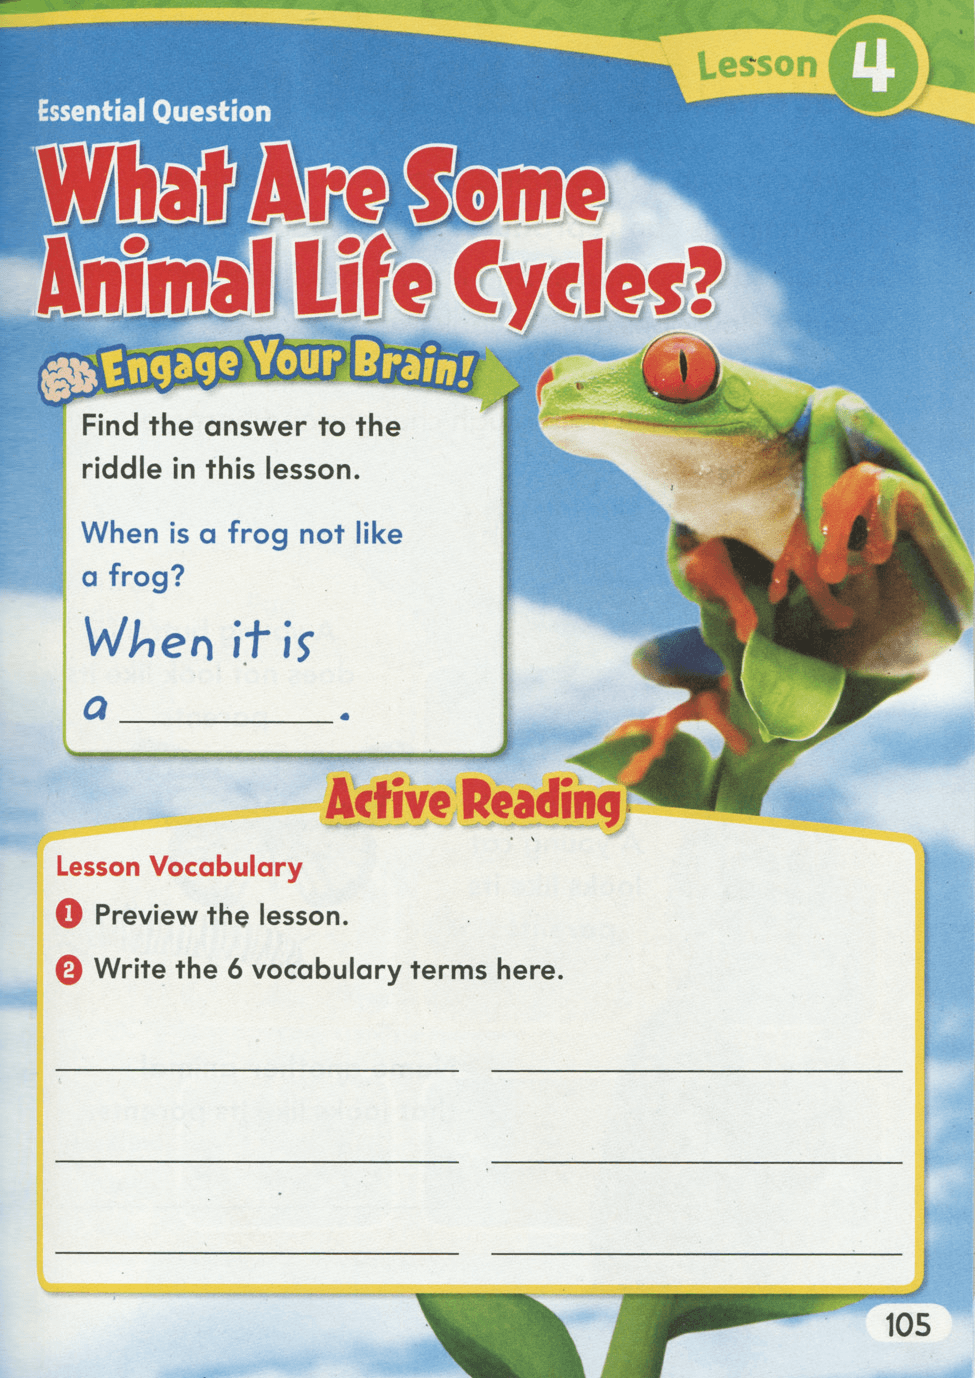 Lesson 4
Essential Question
What Are Some
Animal Life Cycles?
Engage Your Brain!
Find the answer to the
riddle in this lesson.
When is a frog not like
a frog?
When it is
a ____________.
Active Reading
Lesson Vocabulary
1 Preview the lesson.
2 Write the 6 vocabulary terms here.
105